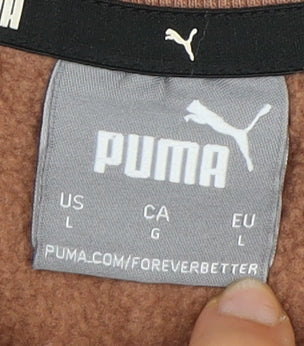 PUMA
US CA EU
L G L
PUMA.COM/FOREVERBETTER